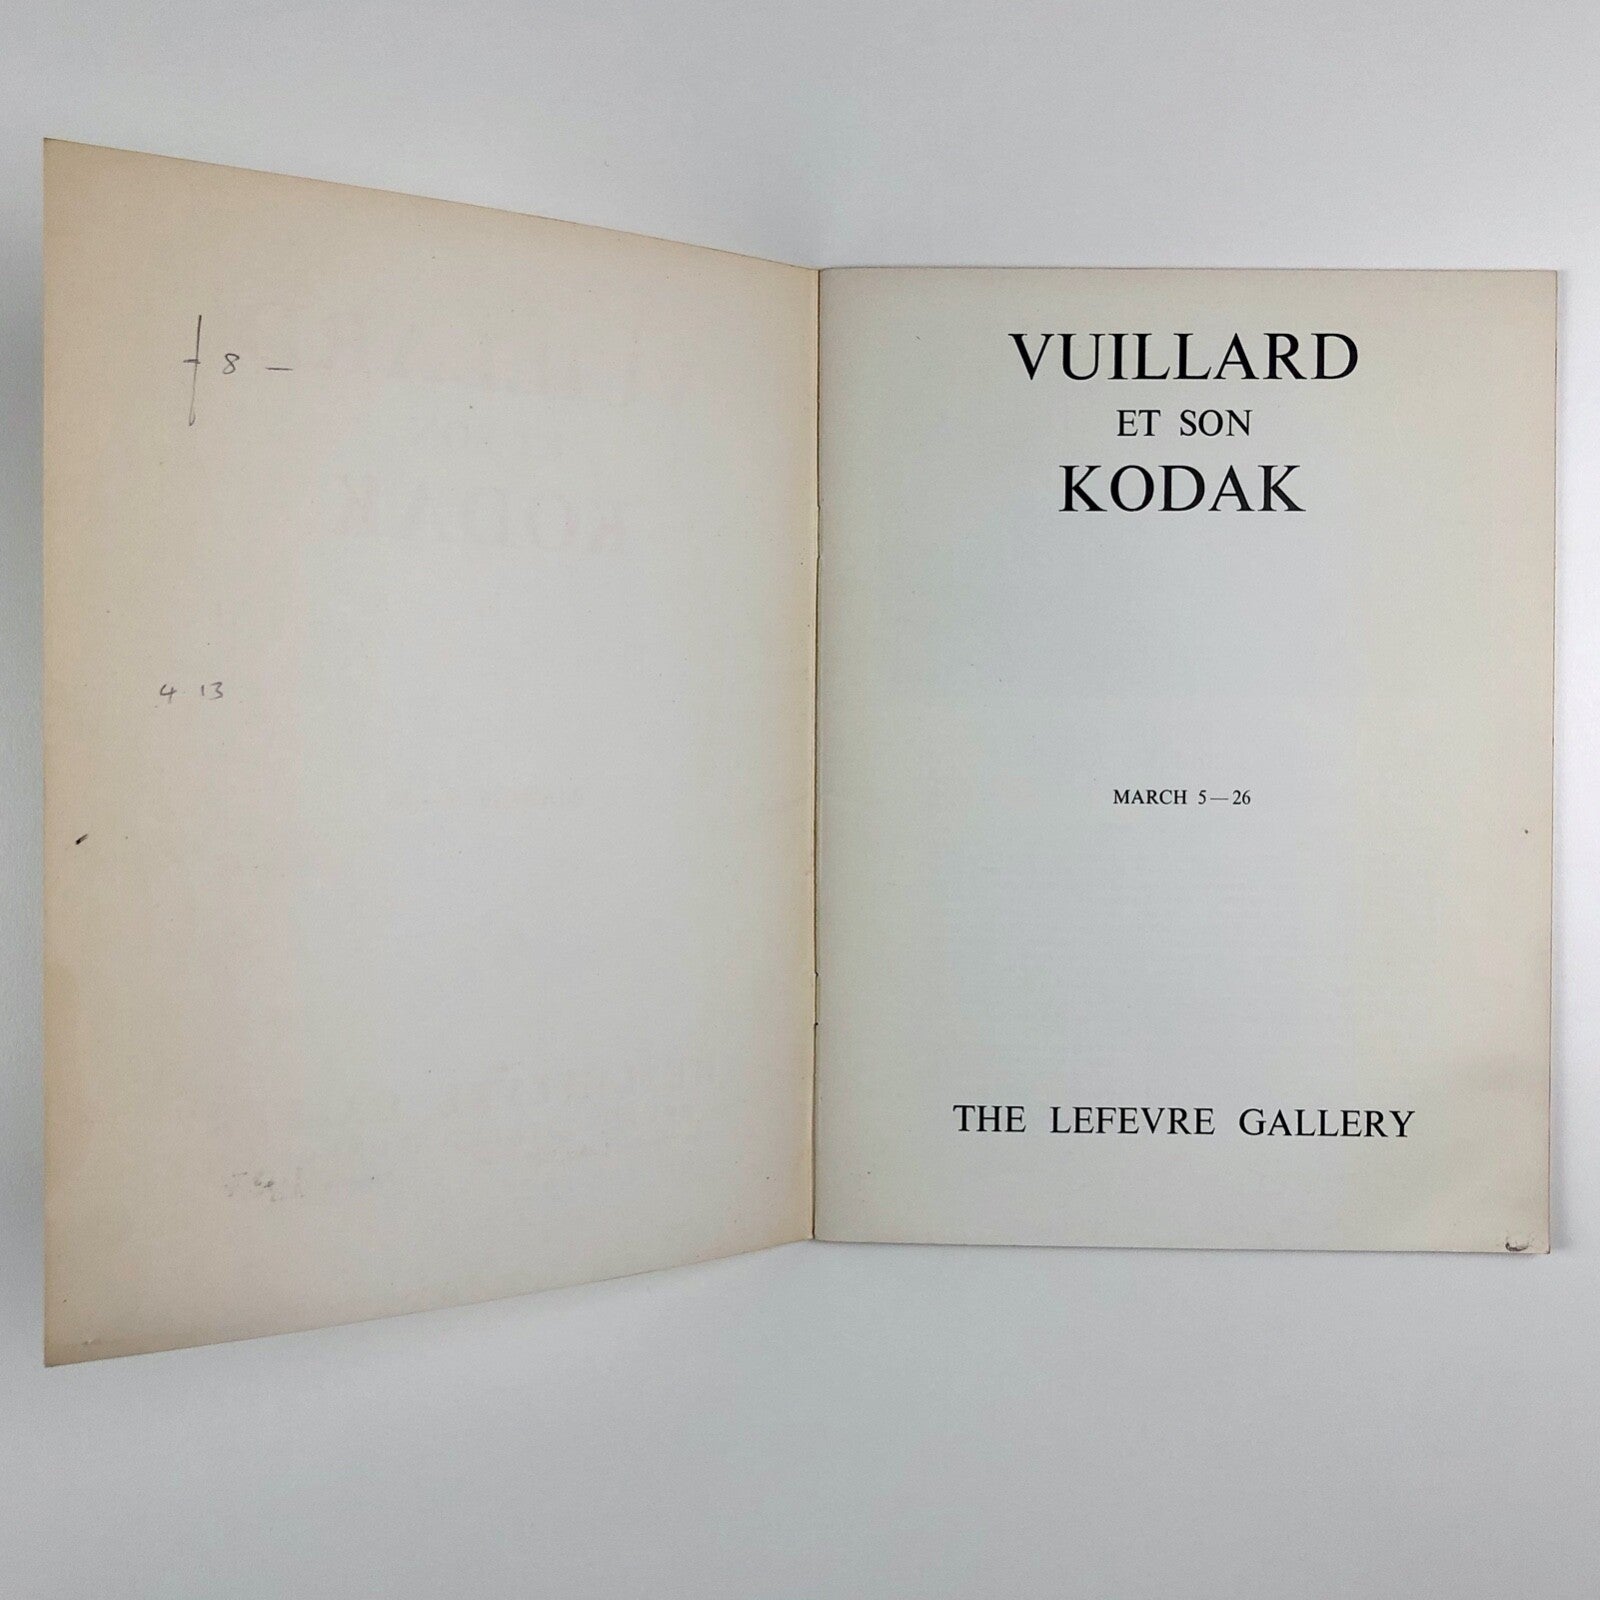 £8 —
4 13
VUILLARD
ET SON
KODAK
MARCH 5—26
THE LEFEVRE GALLERY